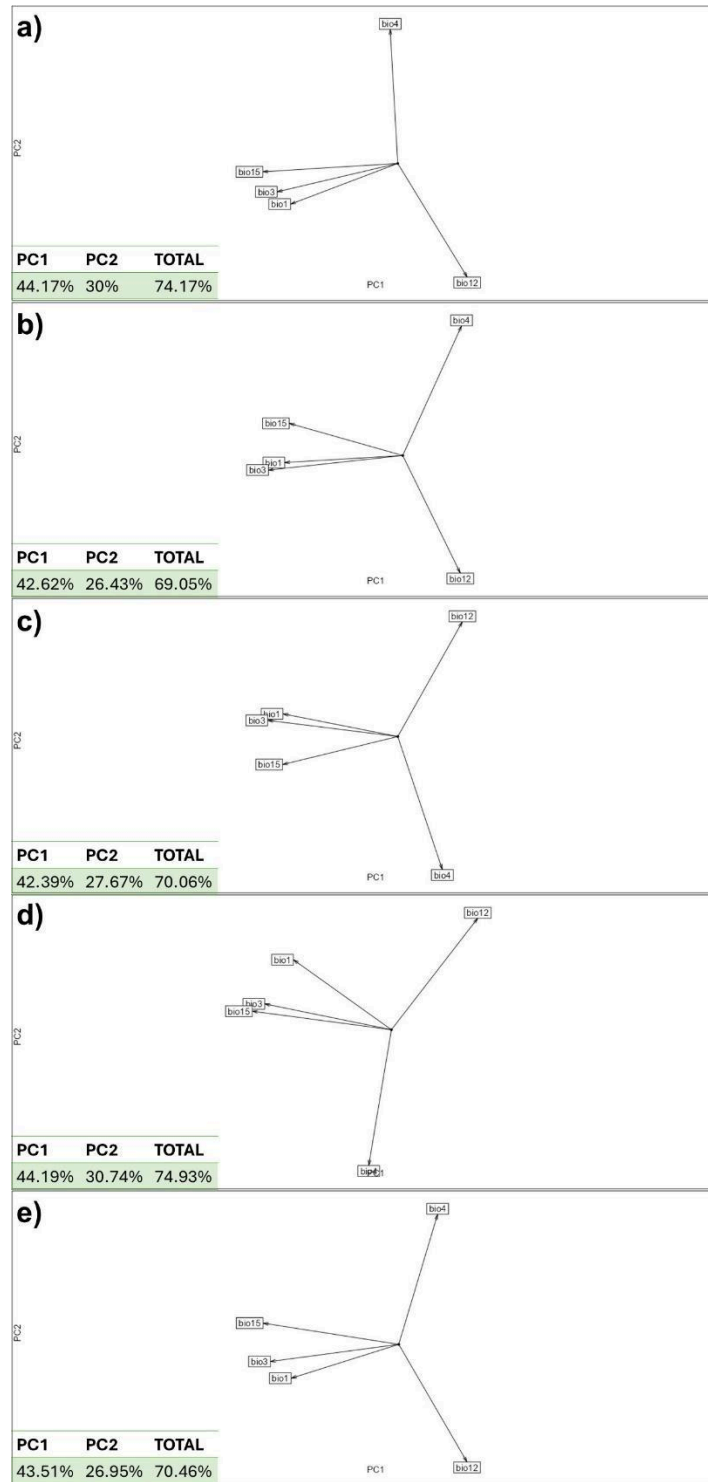 a)
bio4
PC2
bio15
bio3
bio1
bio12
PC1
PC1 PC2 TOTAL
44.17% 30% 74.17%
b)
bio4
bio15
PC2
bio1
bio3
bio12
PC1
PC1 PC2 TOTAL
42.62% 26.43% 69.05%
c)
bio12
bio1
bio3
PC2
bio15
bio4
PC1
PC1 PC2 TOTAL
42.39% 27.67% 70.06%
d)
bio12
bio1
bio3
bio15
PC2
bio4
PC1
PC1 PC2 TOTAL
44.19% 30.74% 74.93%
e)
bio4
bio15
PC2
bio3
bio1
bio12
PC1
PC1 PC2 TOTAL
43.51% 26.95% 70.46%